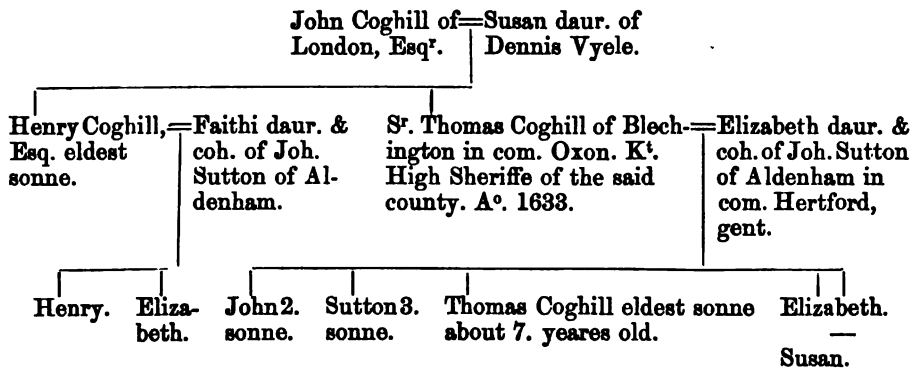 John Coghill of=Susan daur. of
London, Esqʳ. Dennis Vyele.
Henry Coghill,=Faithi daur. &
Esq. eldest coh. of Joh.
sonne. Sutton of Al-
denham.
Sʳ. Thomas Coghill of Blech-=Elizabeth daur. &
ington in com. Oxon. Kᵗ. coh. of Joh. Sutton
High Sheriffe of the said of Aldenham in
county. Aᵒ. 1633. com. Hertford,
gent.
Henry.
Eliza-
beth.
John 2.
sonne.
Sutton 3.
sonne.
Thomas Coghill eldest sonne
about 7. yeares old.
Elizabeth.
—
Susan.